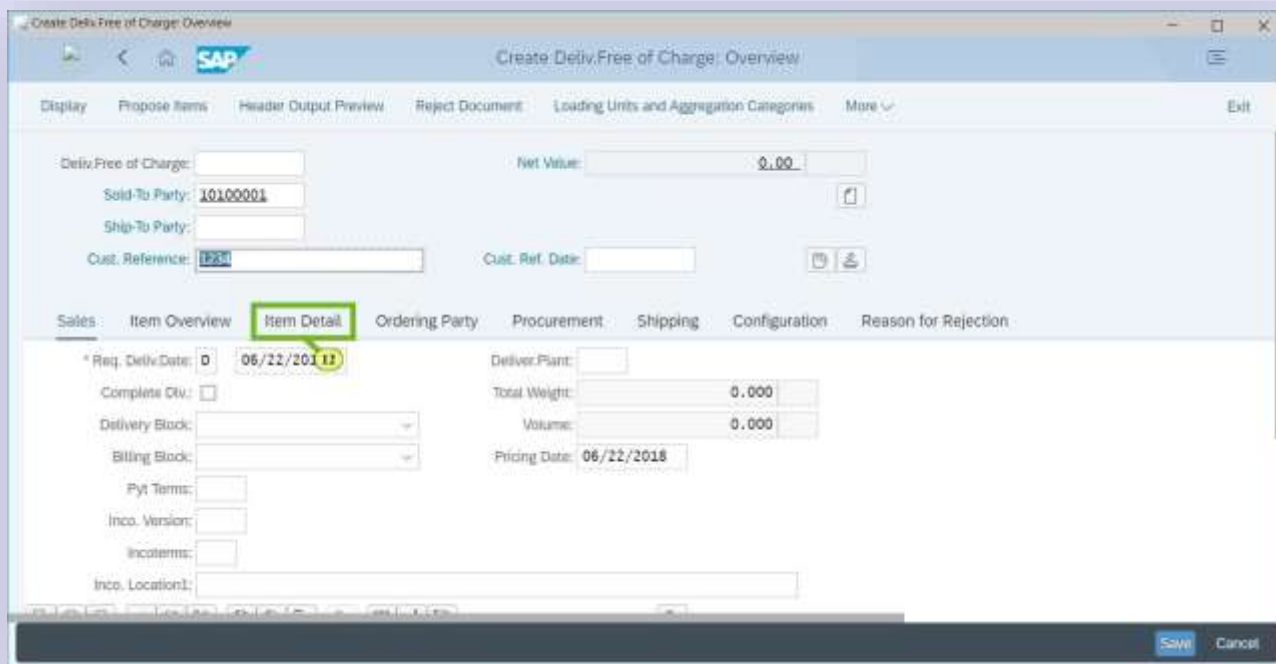 Create Deliv.Free of Charge: Overview
SAP Create Deliv.Free of Charge: Overview
Display Propose Items Header Output Preview Reject Document Loading Units and Aggregation Categories More Exit
Deliv.Free of Charge: Net Value: 0.00
Sold-To Party: 10100001
Ship-To Party:
Cust. Reference: 1234 Cust. Ref. Date:
Sales Item Overview Item Detail Ordering Party Procurement Shipping Configuration Reason for Rejection
* Req. Deliv.Date: D 06/22/201 12 Deliver.Plant:
Complete Dlv.: Total Weight: 0.000
Delivery Block: Volume: 0.000
Billing Block: Pricing Date: 06/22/2018
Pyt Terms:
Inco. Version:
Incoterms:
Inco. Location1:
Save Cancel